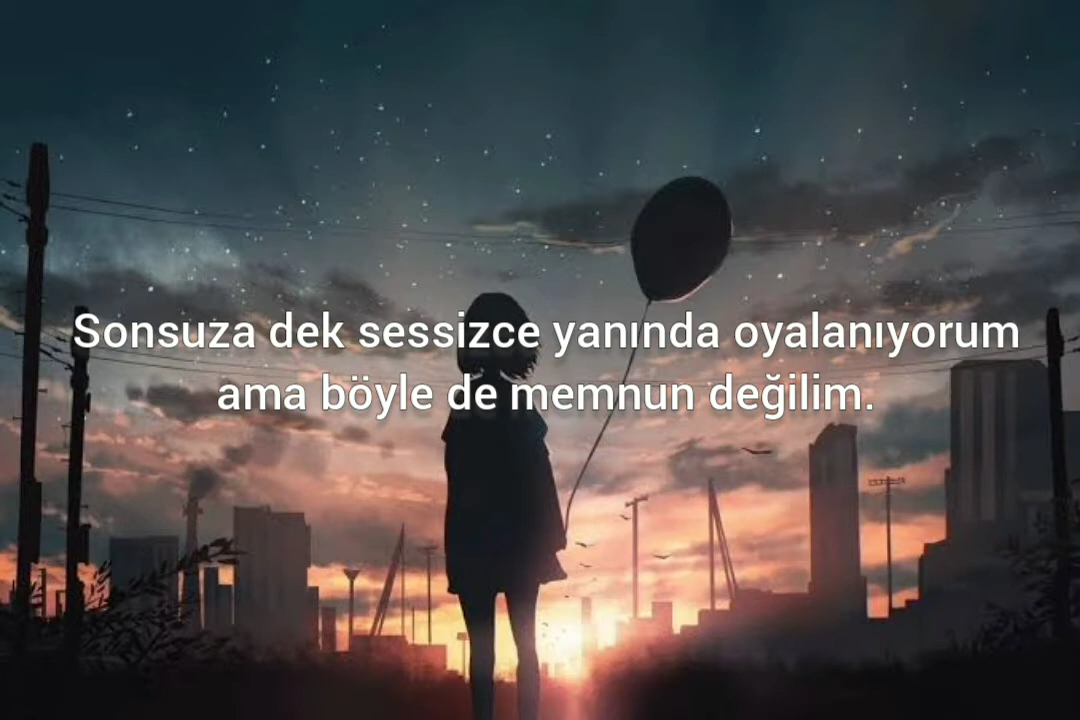 Sonsuza dek sessizce yanında oyalanıyorum
ama böyle de memnun değilim.